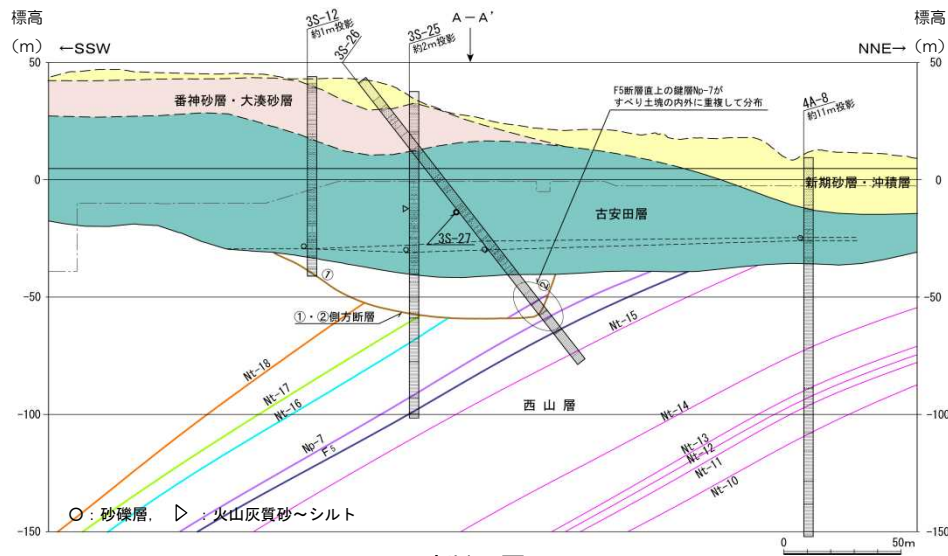 標高
(m)
←SSW
3S-12
約1m投影
3S-26
3S-25
約2m投影
A-A'
NNE→
標高
(m)
50
50
番神砂層・大湊砂層
F5断層直上の鍵層Np-7が
すべり土塊の内外に重複して分布
4A-8
約11m投影
0
0
新期砂層・沖積層
古安田層
3S-27
①
②
-50
-50
①・②側方断層
Nt-15
Nt-18
Nt-17
Nt-16
西山層
Nt-14
-100
-100
Np-7
F5
Nt-13
Nt-12
Nt-11
Nt-10
○:砂礫層, ▷:火山灰質砂~シルト
-150
-150
0
50m